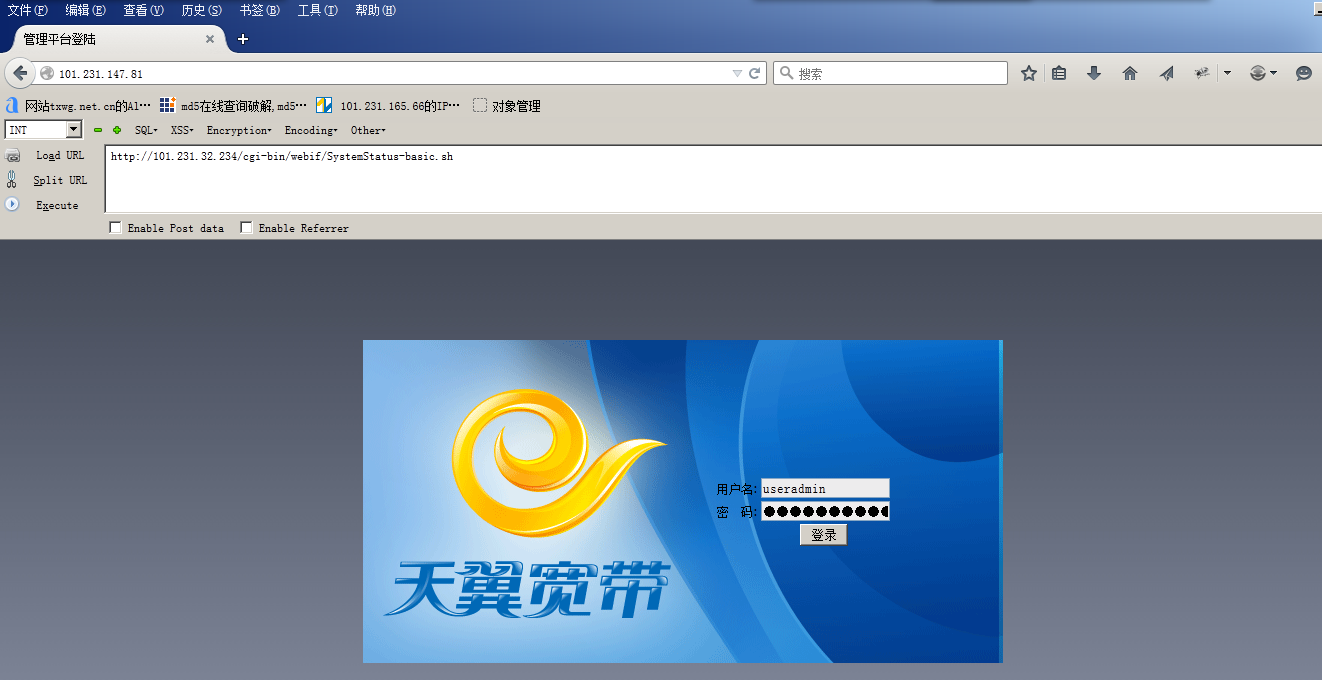 文件(F) 编辑(E) 查看(V) 历史(S) 书签(B) 工具(T) 帮助(H)
管理平台登陆
101.231.147.81 搜索
网站txwg.net.cn的Al… md5在线查询破解,md5… 101.231.165.66的IP… 对象管理
INT SQL XSS Encryption Encoding Other
Load URL http://101.231.32.234/cgi-bin/webif/SystemStatus-basic.sh
Split URL
Execute
Enable Post data Enable Referrer
用户名: useradmin
密 码:
登录
天翼宽带